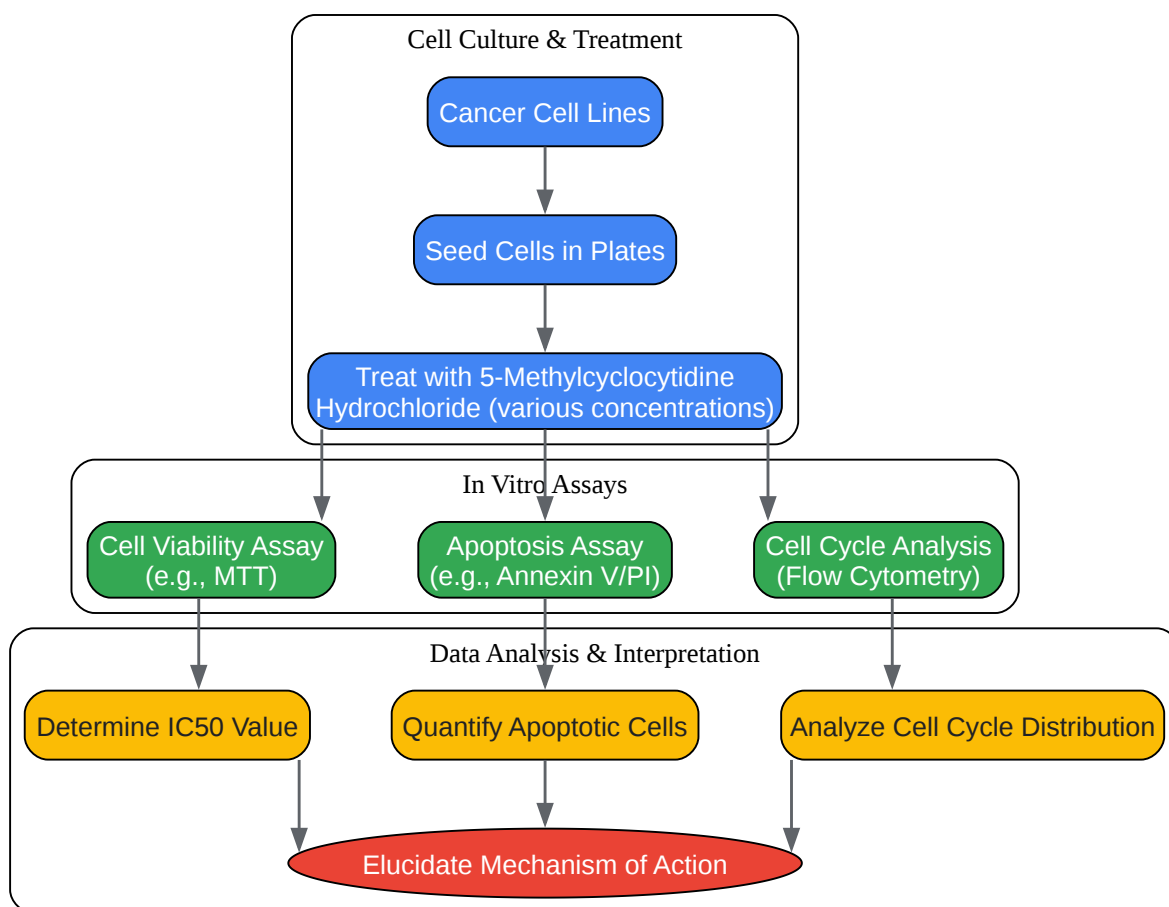 Cell Culture & Treatment
Cancer Cell Lines
Seed Cells in Plates
Treat with 5-Methylcyclocytidine
Hydrochloride (various concentrations)
In Vitro Assays
Cell Viability Assay
(e.g., MTT)
Apoptosis Assay
(e.g., Annexin V/PI)
Cell Cycle Analysis
(Flow Cytometry)
Data Analysis & Interpretation
Determine IC50 Value
Quantify Apoptotic Cells
Analyze Cell Cycle Distribution
Elucidate Mechanism of Action